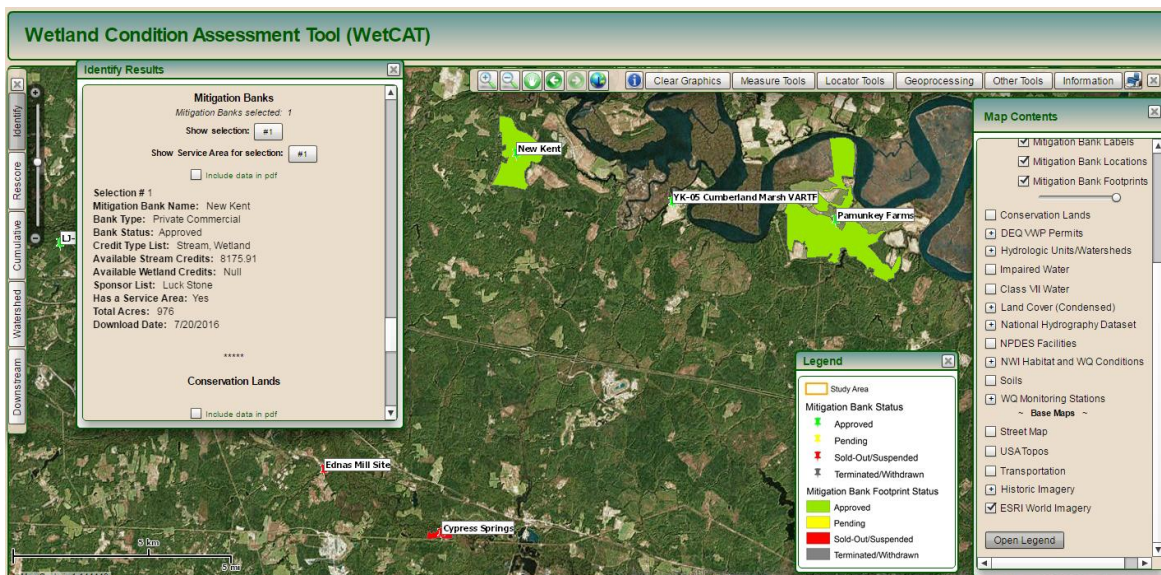 Wetland Condition Assessment Tool (WetCAT)
Identify Results
Mitigation Banks
Mitigation Banks selected: 1
Show selection: #1
Show Service Area for selection: #1
Include data in pdf
Selection # 1
Mitigation Bank Name: New Kent
Bank Type: Private Commercial
Bank Status: Approved
Credit Type List: Stream, Wetland
Available Stream Credits: 8175.91
Available Wetland Credits: Null
Sponsor List: Luck Stone
Has a Service Area: Yes
Total Acres: 976
Download Date: 7/20/2016
*****
Conservation Lands
Include data in pdf
Identify
Rescore
Cumulative
Watershed
Downstream
Clear Graphics
Measure Tools
Locator Tools
Geoprocessing
Other Tools
Information
New Kent
YK-05 Cumberland Marsh VARTF
Pamunkey Farms
LJ-
Ednas Mill Site
Cypress Springs
5 km
5 mi
Legend
Study Area
Mitigation Bank Status
Approved
Pending
Sold-Out/Suspended
Terminated/Withdrawn
Mitigation Bank Footprint Status
Approved
Pending
Sold-Out/Suspended
Terminated/Withdrawn
Map Contents
Mitigation Bank Labels
Mitigation Bank Locations
Mitigation Bank Footprints
Conservation Lands
DEQ VWP Permits
Hydrologic Units/Watersheds
Impaired Water
Class VII Water
Land Cover (Condensed)
National Hydrography Dataset
NPDES Facilities
NWI Habitat and WQ Conditions
Soils
WQ Monitoring Stations
~ Base Maps ~
Street Map
USATopos
Transportation
Historic Imagery
ESRI World Imagery
Open Legend